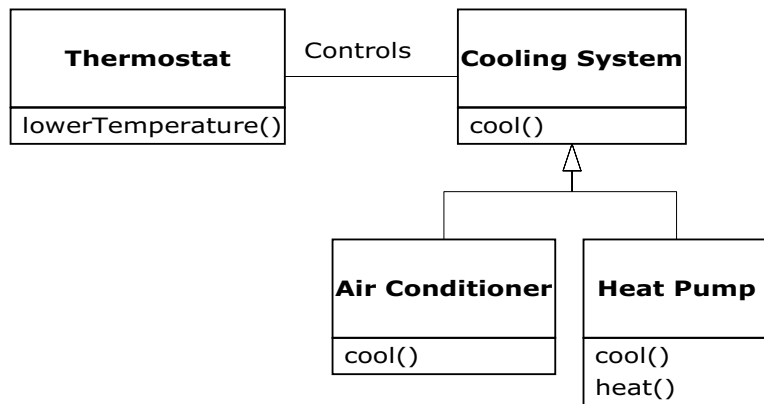 Thermostat
lowerTemperature()
Controls
Cooling System
cool()
Air Conditioner
cool()
Heat Pump
cool()
heat()